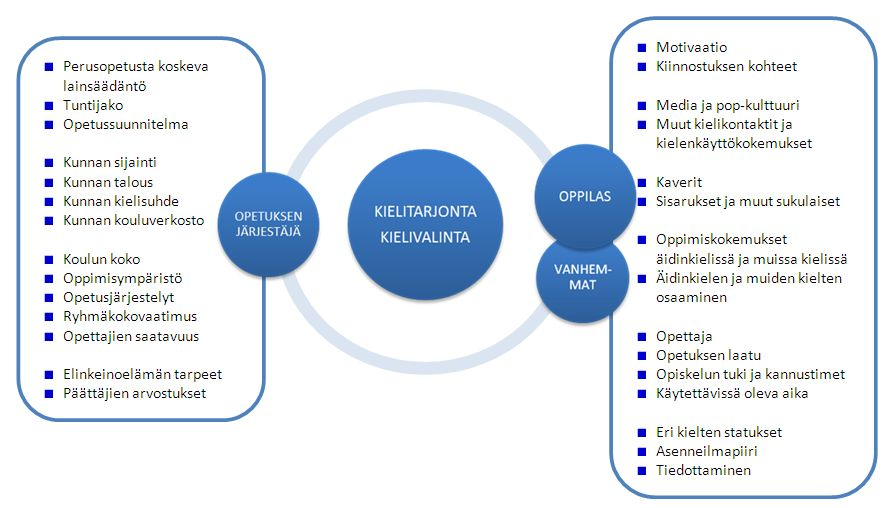 Perusopetusta koskeva
lainsäädäntö
Tuntijako
Opetussuunnitelma
Kunnan sijainti
Kunnan talous
Kunnan kielisuhde
Kunnan kouluverkosto
Koulun koko
Oppimisympäristö
Opetusjärjestelyt
Ryhmäkokovaatimus
Opettajien saatavuus
Elinkeinoelämän tarpeet
Päättäjien arvostukset
OPETUKSEN
JÄRJESTÄJÄ
KIELITARJONTA
KIELIVALINTA
OPPILAS
VANHEM-
MAT
Motivaatio
Kiinnostuksen kohteet
Media ja pop-kulttuuri
Muut kielikontaktit ja
kielenkäyttökokemukset
Kaverit
Sisarukset ja muut sukulaiset
Oppimiskokemukset
äidinkielissä ja muissa kielissä
Äidinkielen ja muiden kielten
osaaminen
Opettaja
Opetuksen laatu
Opiskelun tuki ja kannustimet
Käytettävissä oleva aika
Eri kielten statukset
Asenneilmapiiri
Tiedottaminen